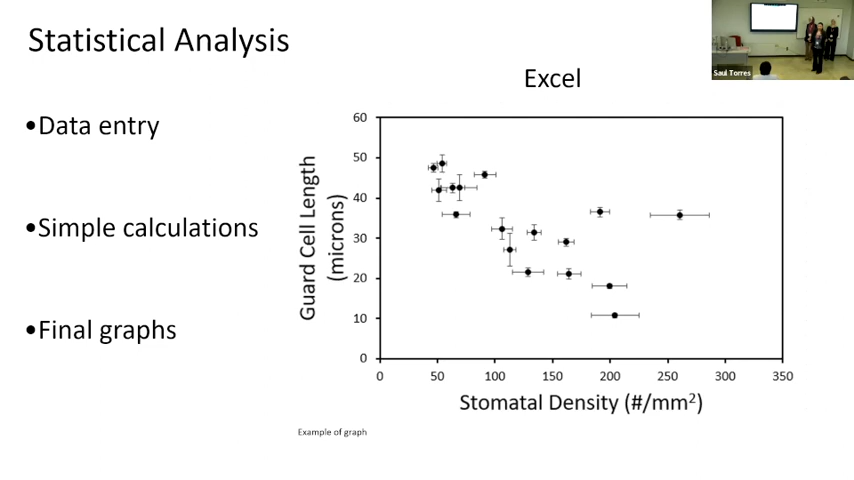 Statistical Analysis
Saul Torres
Excel
•Data entry
•Simple calculations
•Final graphs
Guard Cell Length
(microns)
60
50
40
30
20
10
0
0 50 100 150 200 250 300 350
Stomatal Density (#/mm²)
Example of graph